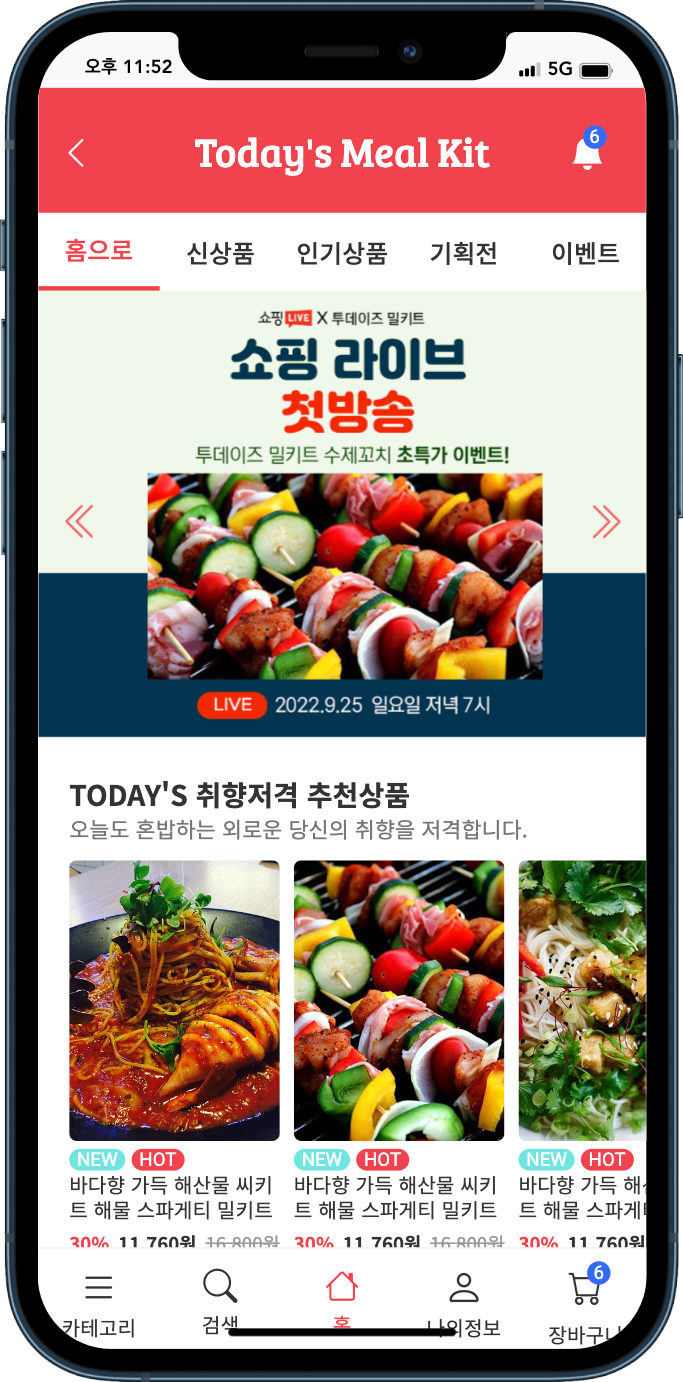 오후 11:52
5G
Today's Meal Kit
6
홈으로 신상품 인기상품 기획전 이벤트
쇼핑LIVE X 투데이즈 밀키트
쇼핑 라이브
첫방송
투데이즈 밀키트 수제꼬치 초특가 이벤트!
LIVE 2022.9.25 일요일 저녁 7시
TODAY'S 취향저격 추천상품
오늘도 혼밥하는 외로운 당신의 취향을 저격합니다.
NEW HOT
바다향 가득 해산물 씨키
트 해물 스파게티 밀키트
30% 11,760원 16,800원
NEW HOT
바다향 가득 해산물 씨키
트 해물 스파게티 밀키트
30% 11,760원 16,800원
NEW HOT
바다향 가득 해
트 해물 스파게
30% 11,760원
6
카테고리 검색 홈 나의정보 장바구니